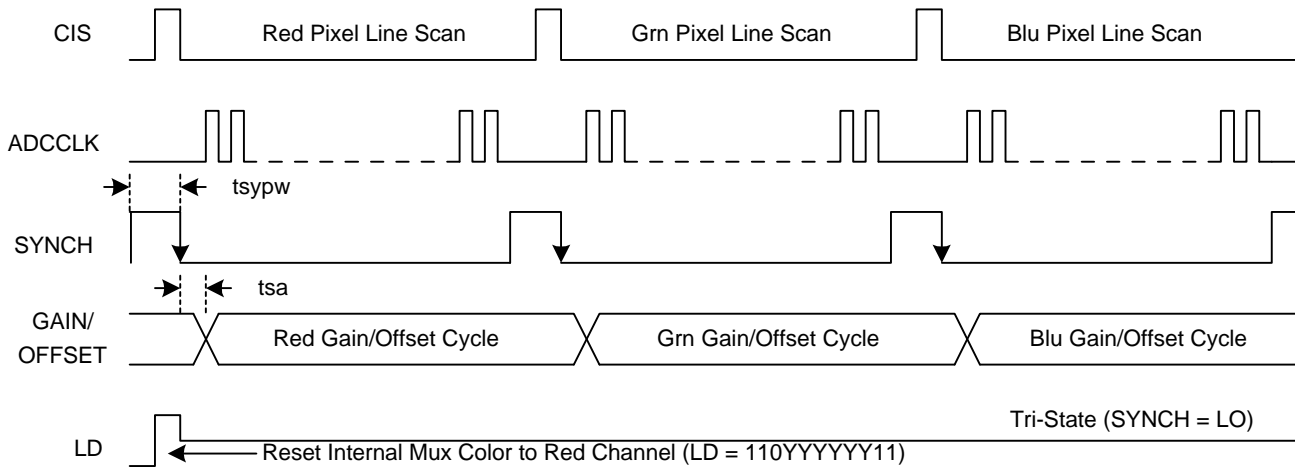 CIS
Red Pixel Line Scan
Grn Pixel Line Scan
Blu Pixel Line Scan
ADCCLK
tsypw
SYNCH
tsa
GAIN/
OFFSET
Red Gain/Offset Cycle
Grn Gain/Offset Cycle
Blu Gain/Offset Cycle
Tri-State (SYNCH = LO)
LD
Reset Internal Mux Color to Red Channel (LD = 110YYYYYY11)